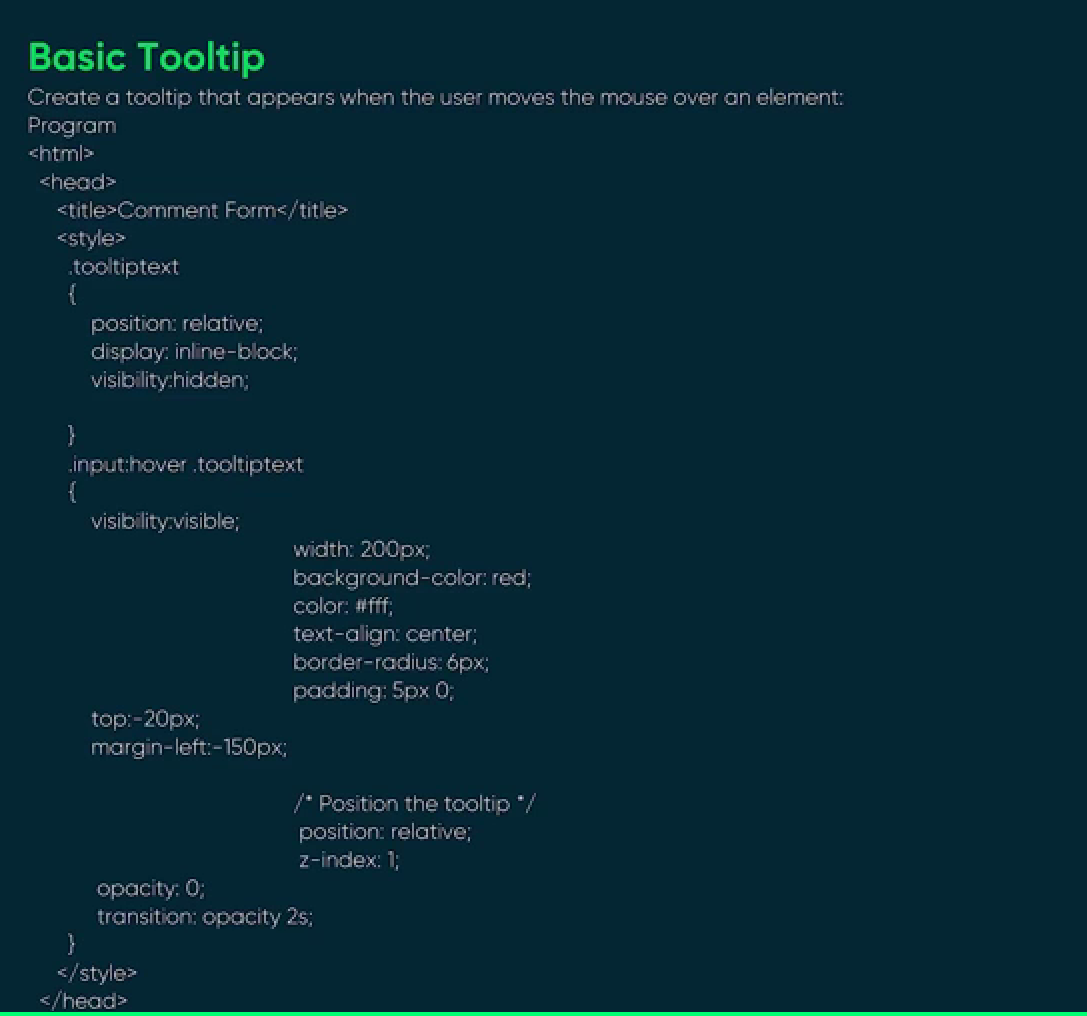 Basic Tooltip
Create a tooltip that appears when the user moves the mouse over an element:
Program
<html>
<head>
<title>Comment Form</title>
<style>
.tooltiptext
{
position: relative;
display: inline-block;
visibility:hidden;
}
.input:hover .tooltiptext
{
visibility:visible;
width: 200px;
background-color: red;
color: #fff;
text-align: center;
border-radius: 6px;
padding: 5px 0;
top:-20px;
margin-left:-150px;
/* Position the tooltip */
position: relative;
z-index: 1;
opacity: 0;
transition: opacity 2s;
}
</style>
</head>